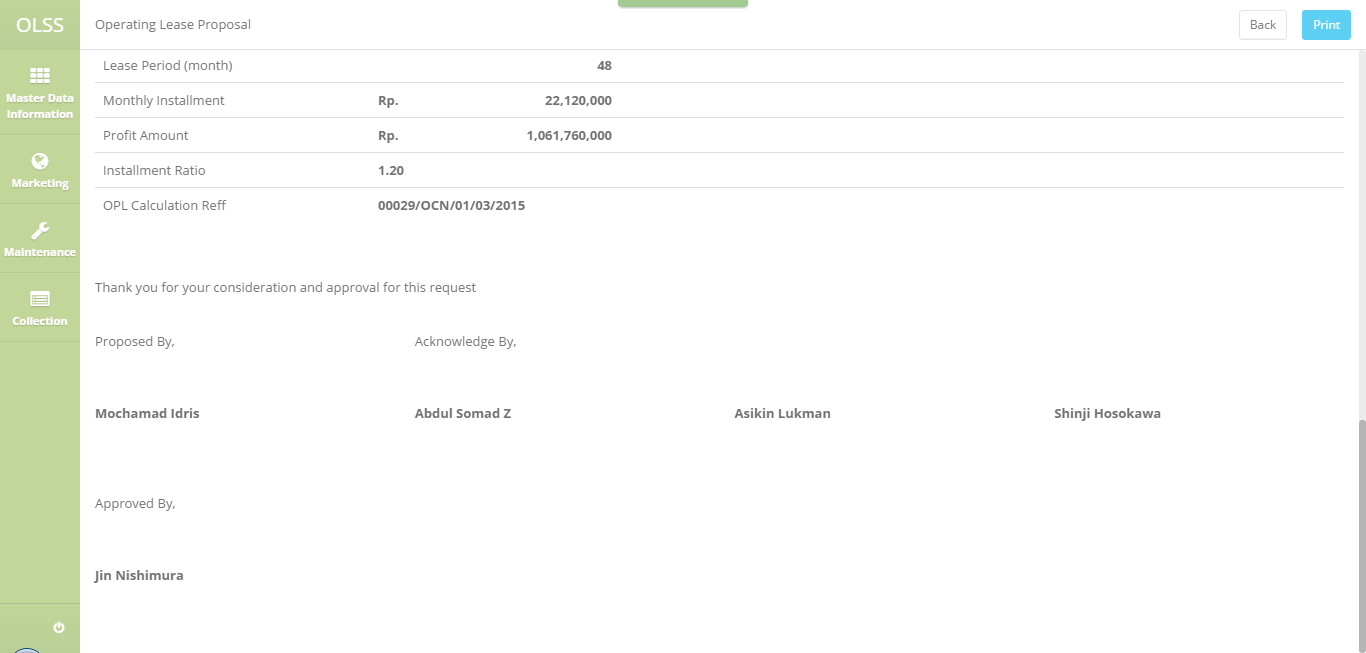 OLSS
Operating Lease Proposal
Back
Print
Master Data
Information
Marketing
Maintenance
Collection
Lease Period (month) 48
Monthly Installment Rp. 22,120,000
Profit Amount Rp. 1,061,760,000
Installment Ratio 1.20
OPL Calculation Reff 00029/OCN/01/03/2015
Thank you for your consideration and approval for this request
Proposed By, Acknowledge By,
Mochamad Idris Abdul Somad Z Asikin Lukman Shinji Hosokawa
Approved By,
Jin Nishimura